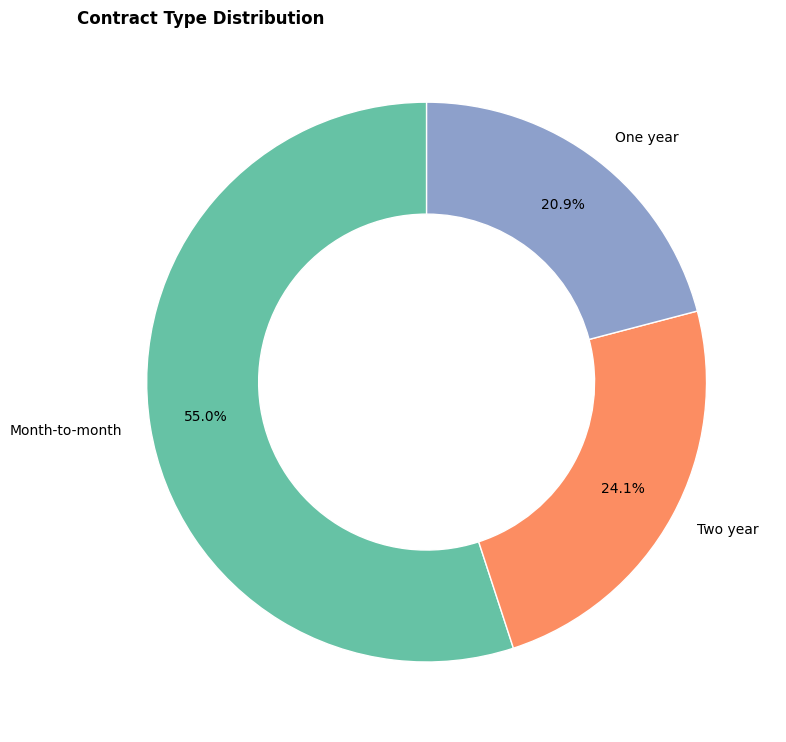 Contract Type Distribution
One year
20.9%
55.0%
Month-to-month
24.1%
Two year